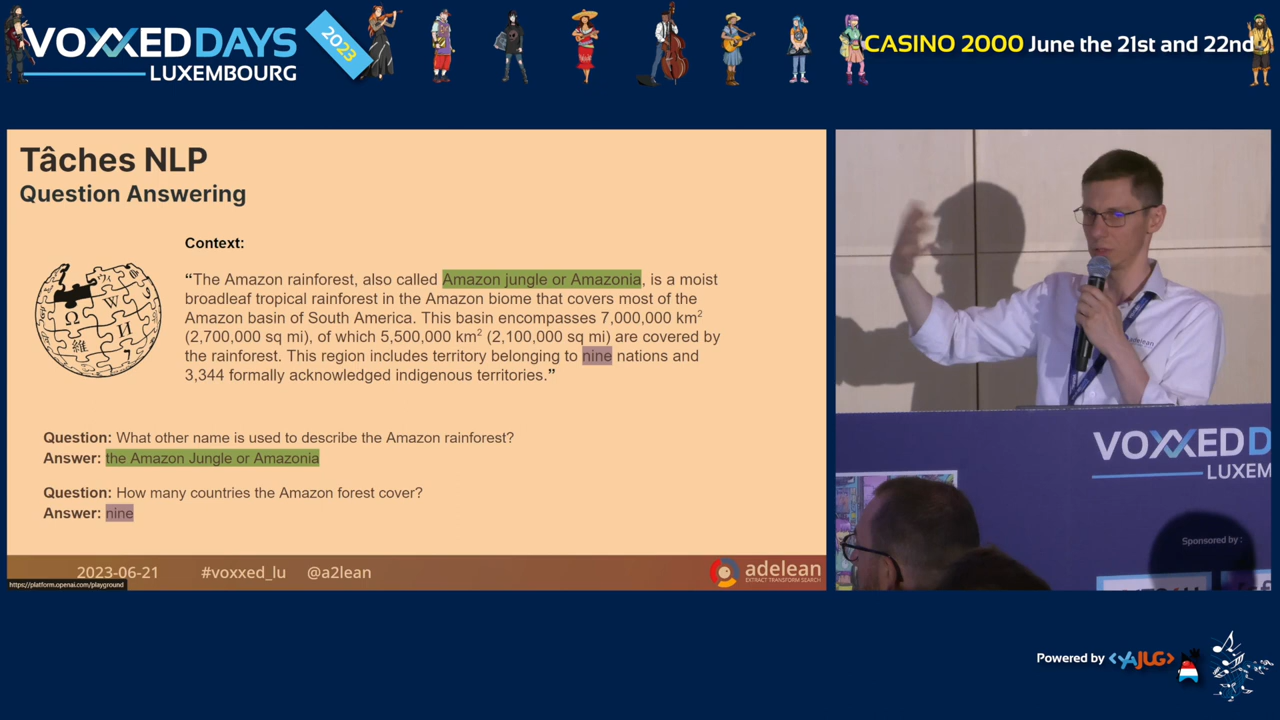 VOXXED DAYS
2023
LUXEMBOURG
CASINO 2000 June the 21st and 22nd
Tâches NLP
Question Answering
Context:
“The Amazon rainforest, also called Amazon jungle or Amazonia, is a moist
broadleaf tropical rainforest in the Amazon biome that covers most of the
Amazon basin of South America. This basin encompasses 7,000,000 km²
(2,700,000 sq mi), of which 5,500,000 km² (2,100,000 sq mi) are covered by
the rainforest. This region includes territory belonging to nine nations and
3,344 formally acknowledged indigenous territories.”
Ω W
維 И
7
Question: What other name is used to describe the Amazon rainforest?
Answer: the Amazon Jungle or Amazonia
Question: How many countries the Amazon forest cover?
Answer: nine
2023-06-21 #voxxed_lu @a2lean
adelean
EXTRACT TRANSFORM SEARCH
https://platform.openai.com/playground
adelean
VOXXED D
LUXEM
Sponsored by :
Powered by <YAJUG>